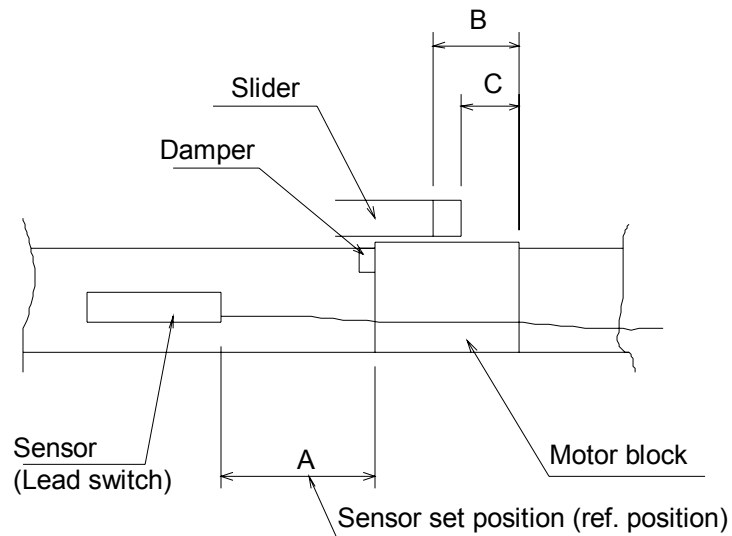 B
C
Slider
Damper
Sensor
(Lead switch)
A
Motor block
Sensor set position (ref. position)